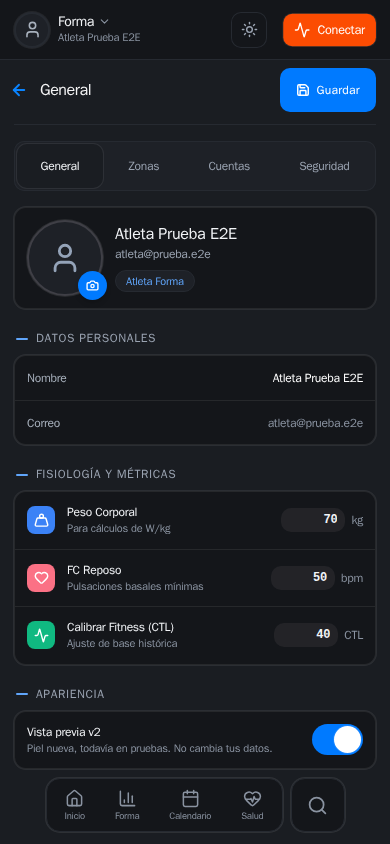 Forma
Atleta Prueba E2E
Conectar
General
Guardar
General
Zonas
Cuentas
Seguridad
Atleta Prueba E2E
atleta@prueba.e2e
Atleta Forma
DATOS PERSONALES
Nombre
Atleta Prueba E2E
Correo
atleta@prueba.e2e
FISIOLOGÍA Y MÉTRICAS
Peso Corporal
Para cálculos de W/kg
70 kg
FC Reposo
Pulsaciones basales mínimas
50 bpm
Calibrar Fitness (CTL)
Ajuste de base histórica
40 CTL
APARIENCIA
Vista previa v2
Piel nueva, todavía en pruebas. No cambia tus datos.
Inicio
Forma
Calendario
Salud